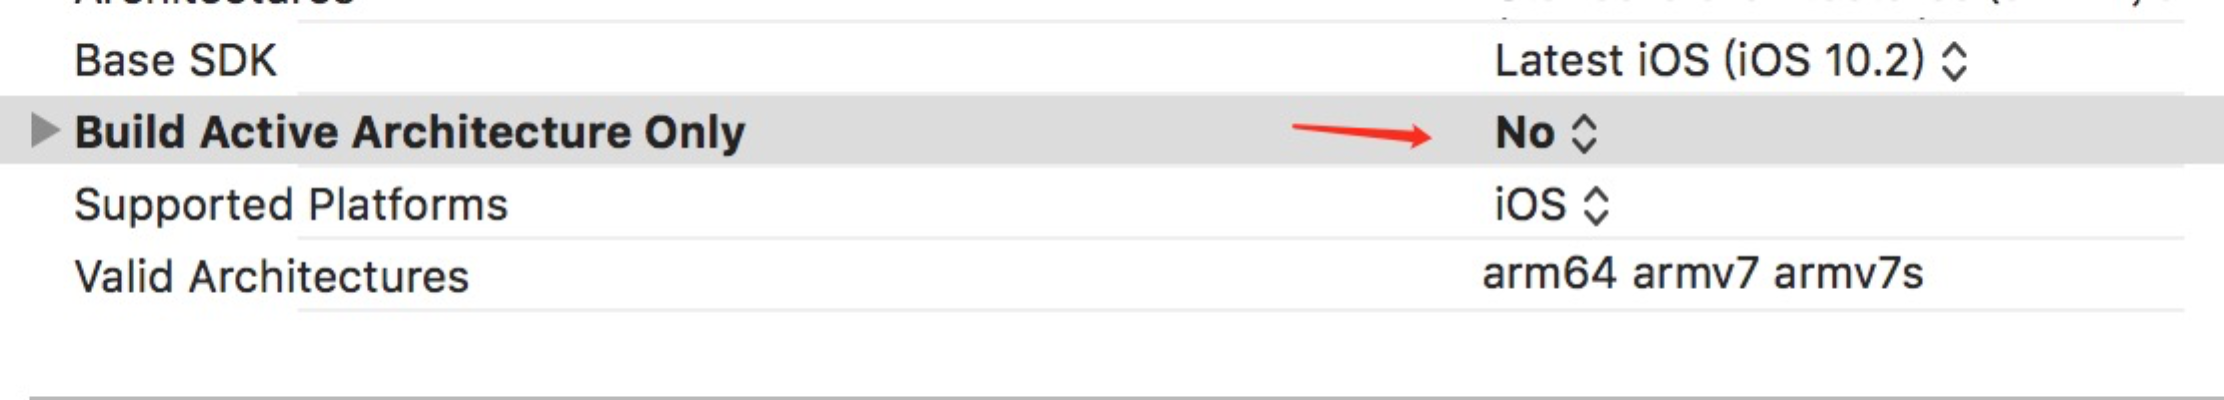 Base SDK Latest iOS (iOS 10.2)
Build Active Architecture Only No
Supported Platforms iOS
Valid Architectures arm64 armv7 armv7s